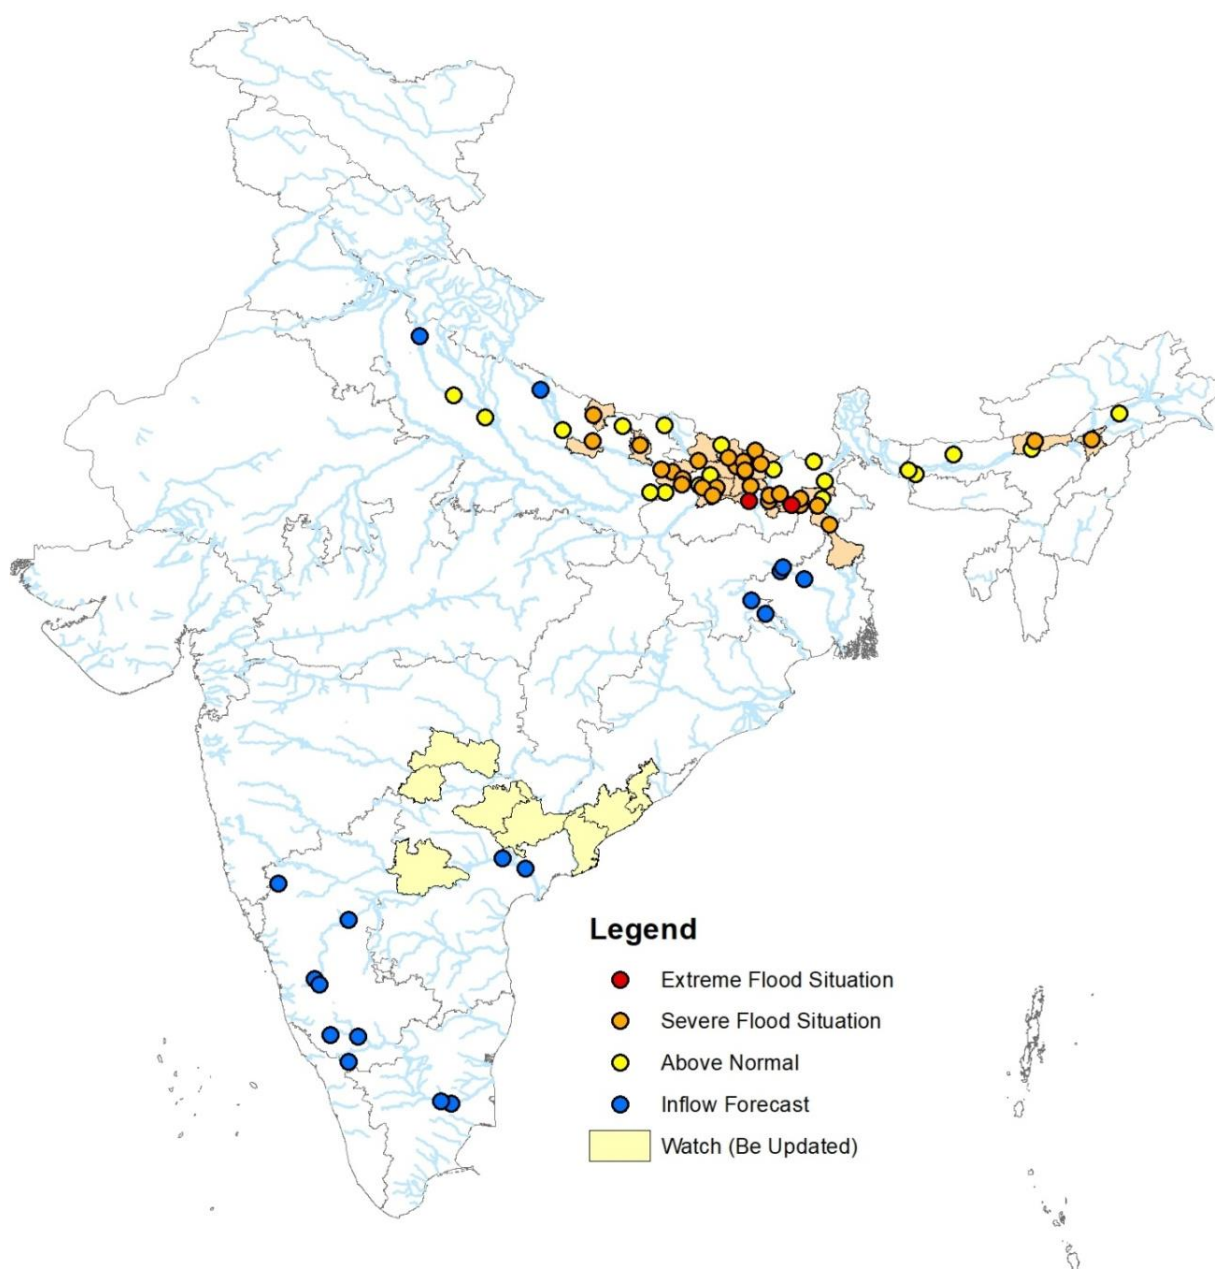 Legend
Extreme Flood Situation
Severe Flood Situation
Above Normal
Inflow Forecast
Watch (Be Updated)